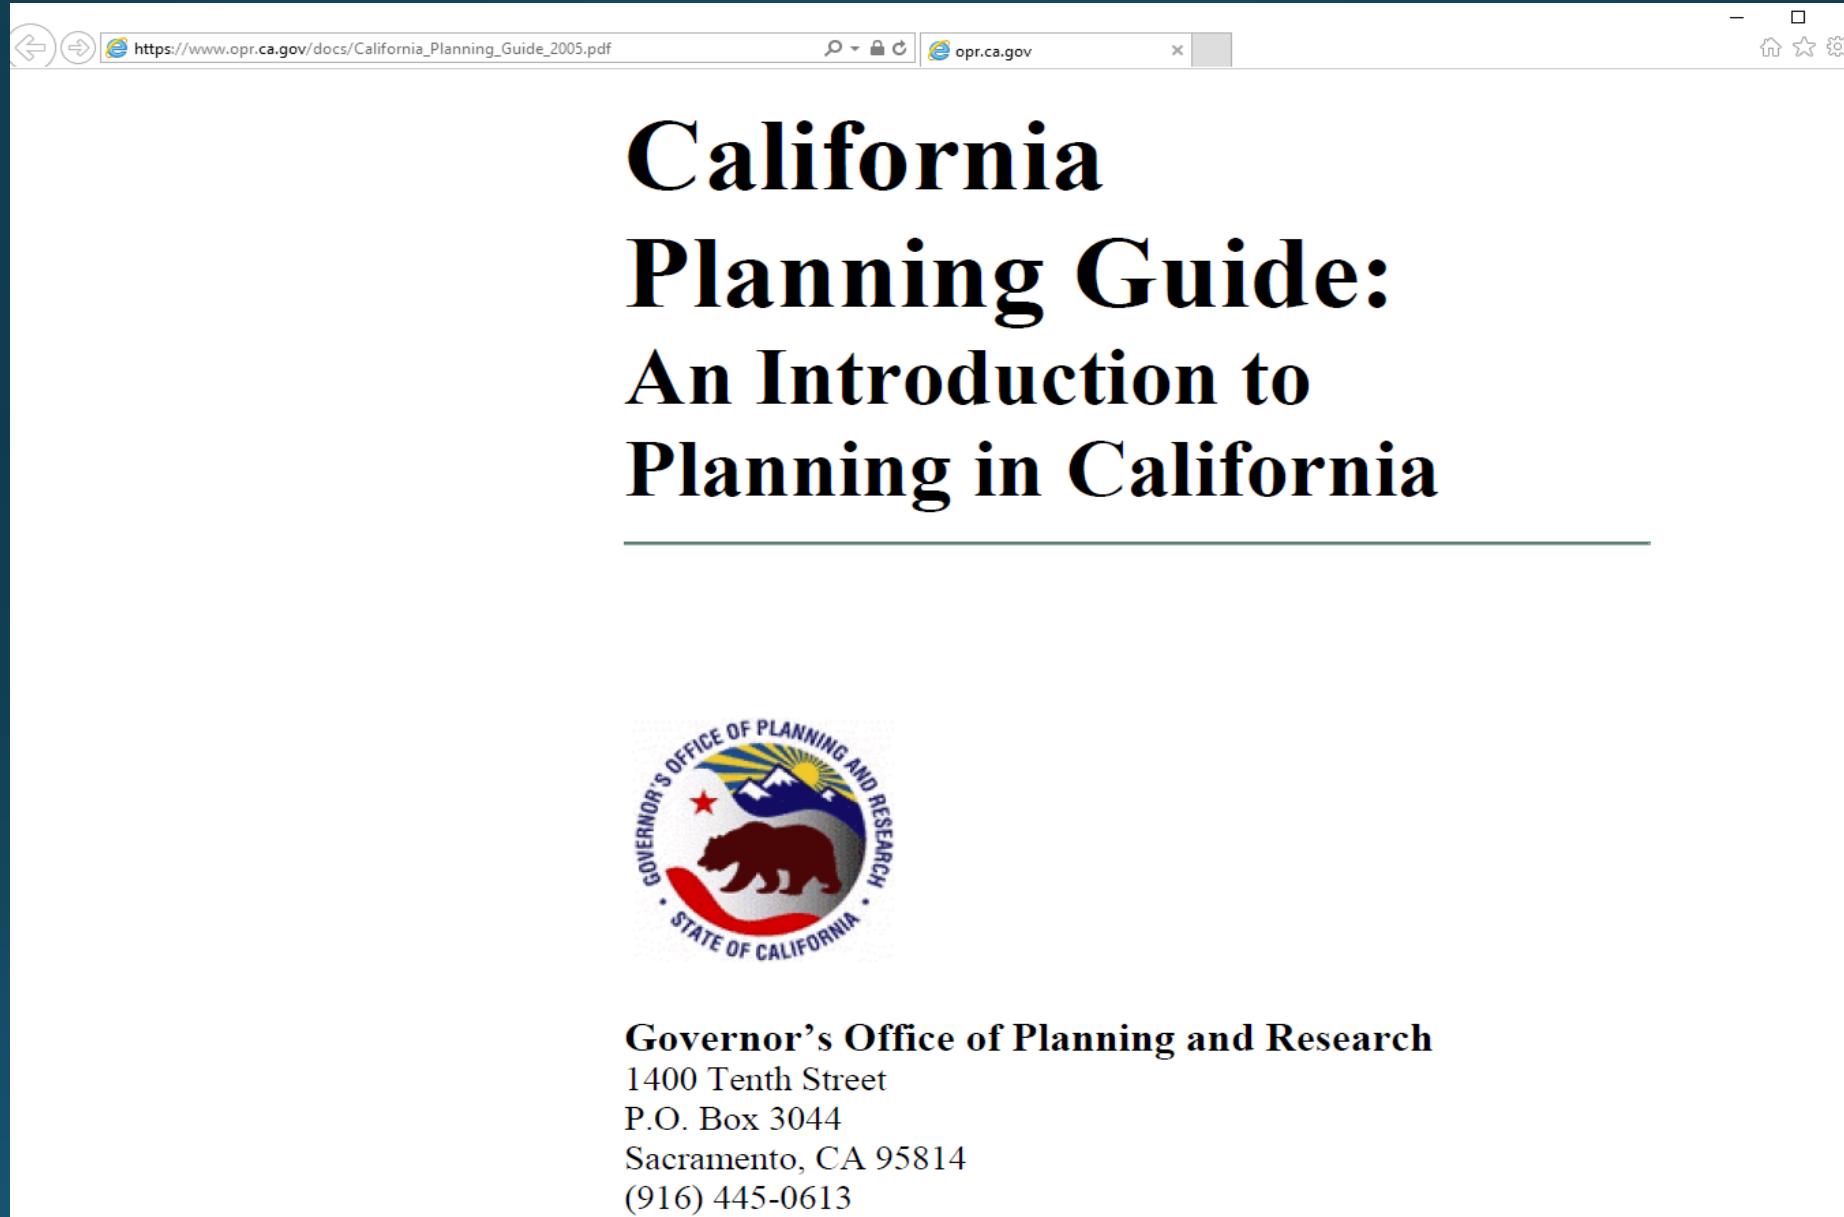 https://www.opr.ca.gov/docs/California_Planning_Guide_2005.pdf
opr.ca.gov
California
Planning Guide:
An Introduction to
Planning in California
GOVERNOR'S OFFICE OF PLANNING AND RESEARCH
STATE OF CALIFORNIA
Governor’s Office of Planning and Research
1400 Tenth Street
P.O. Box 3044
Sacramento, CA 95814
(916) 445-0613